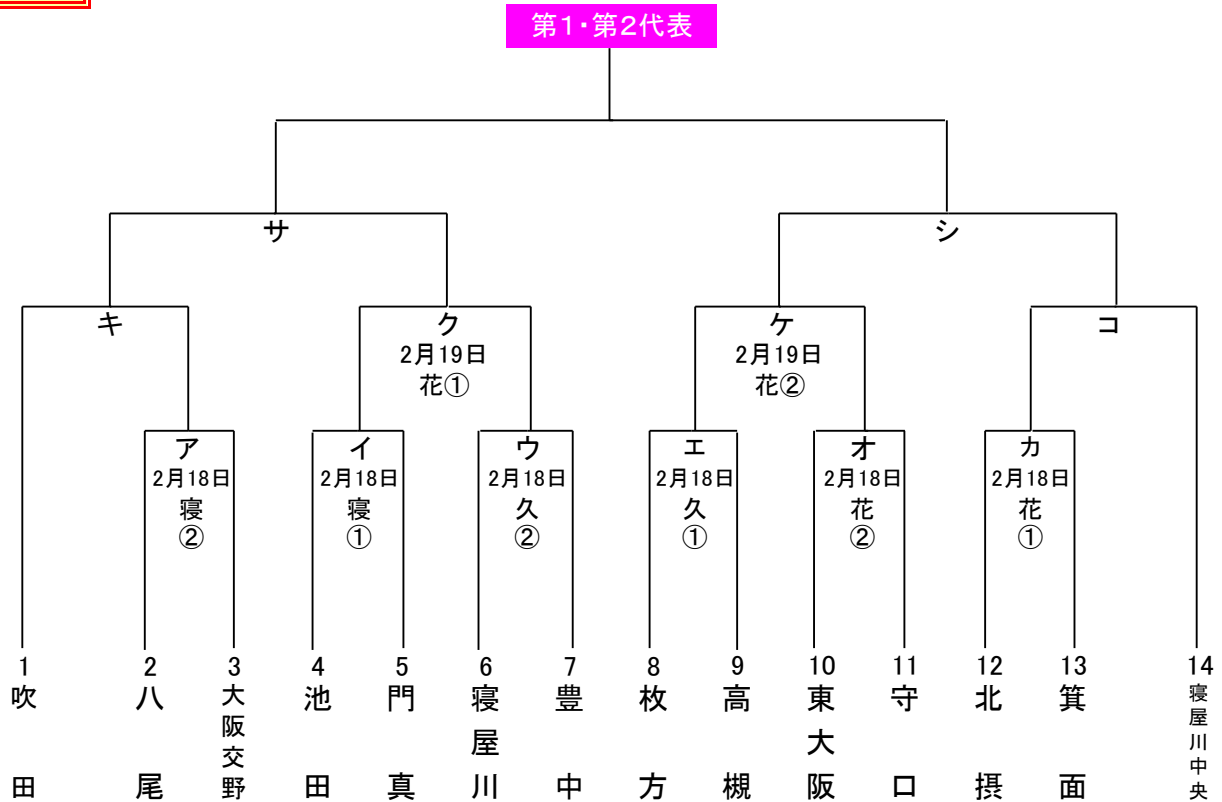 第1・第2代表
サ
シ
キ
ク
2月19日
花①
ケ
2月19日
花②
コ
ア
2月18日
寝
②
イ
2月18日
寝
①
ウ
2月18日
久
②
エ
2月18日
久
①
オ
2月18日
花
②
カ
2月18日
花
①
1
吹田
2
八尾
3
大阪交野
4
池田
5
門真
6
寝屋川
7
豊中
8
枚方
9
高槻
10
東大阪
11
守口
12
北摂
13
箕面
14
寝屋川中央